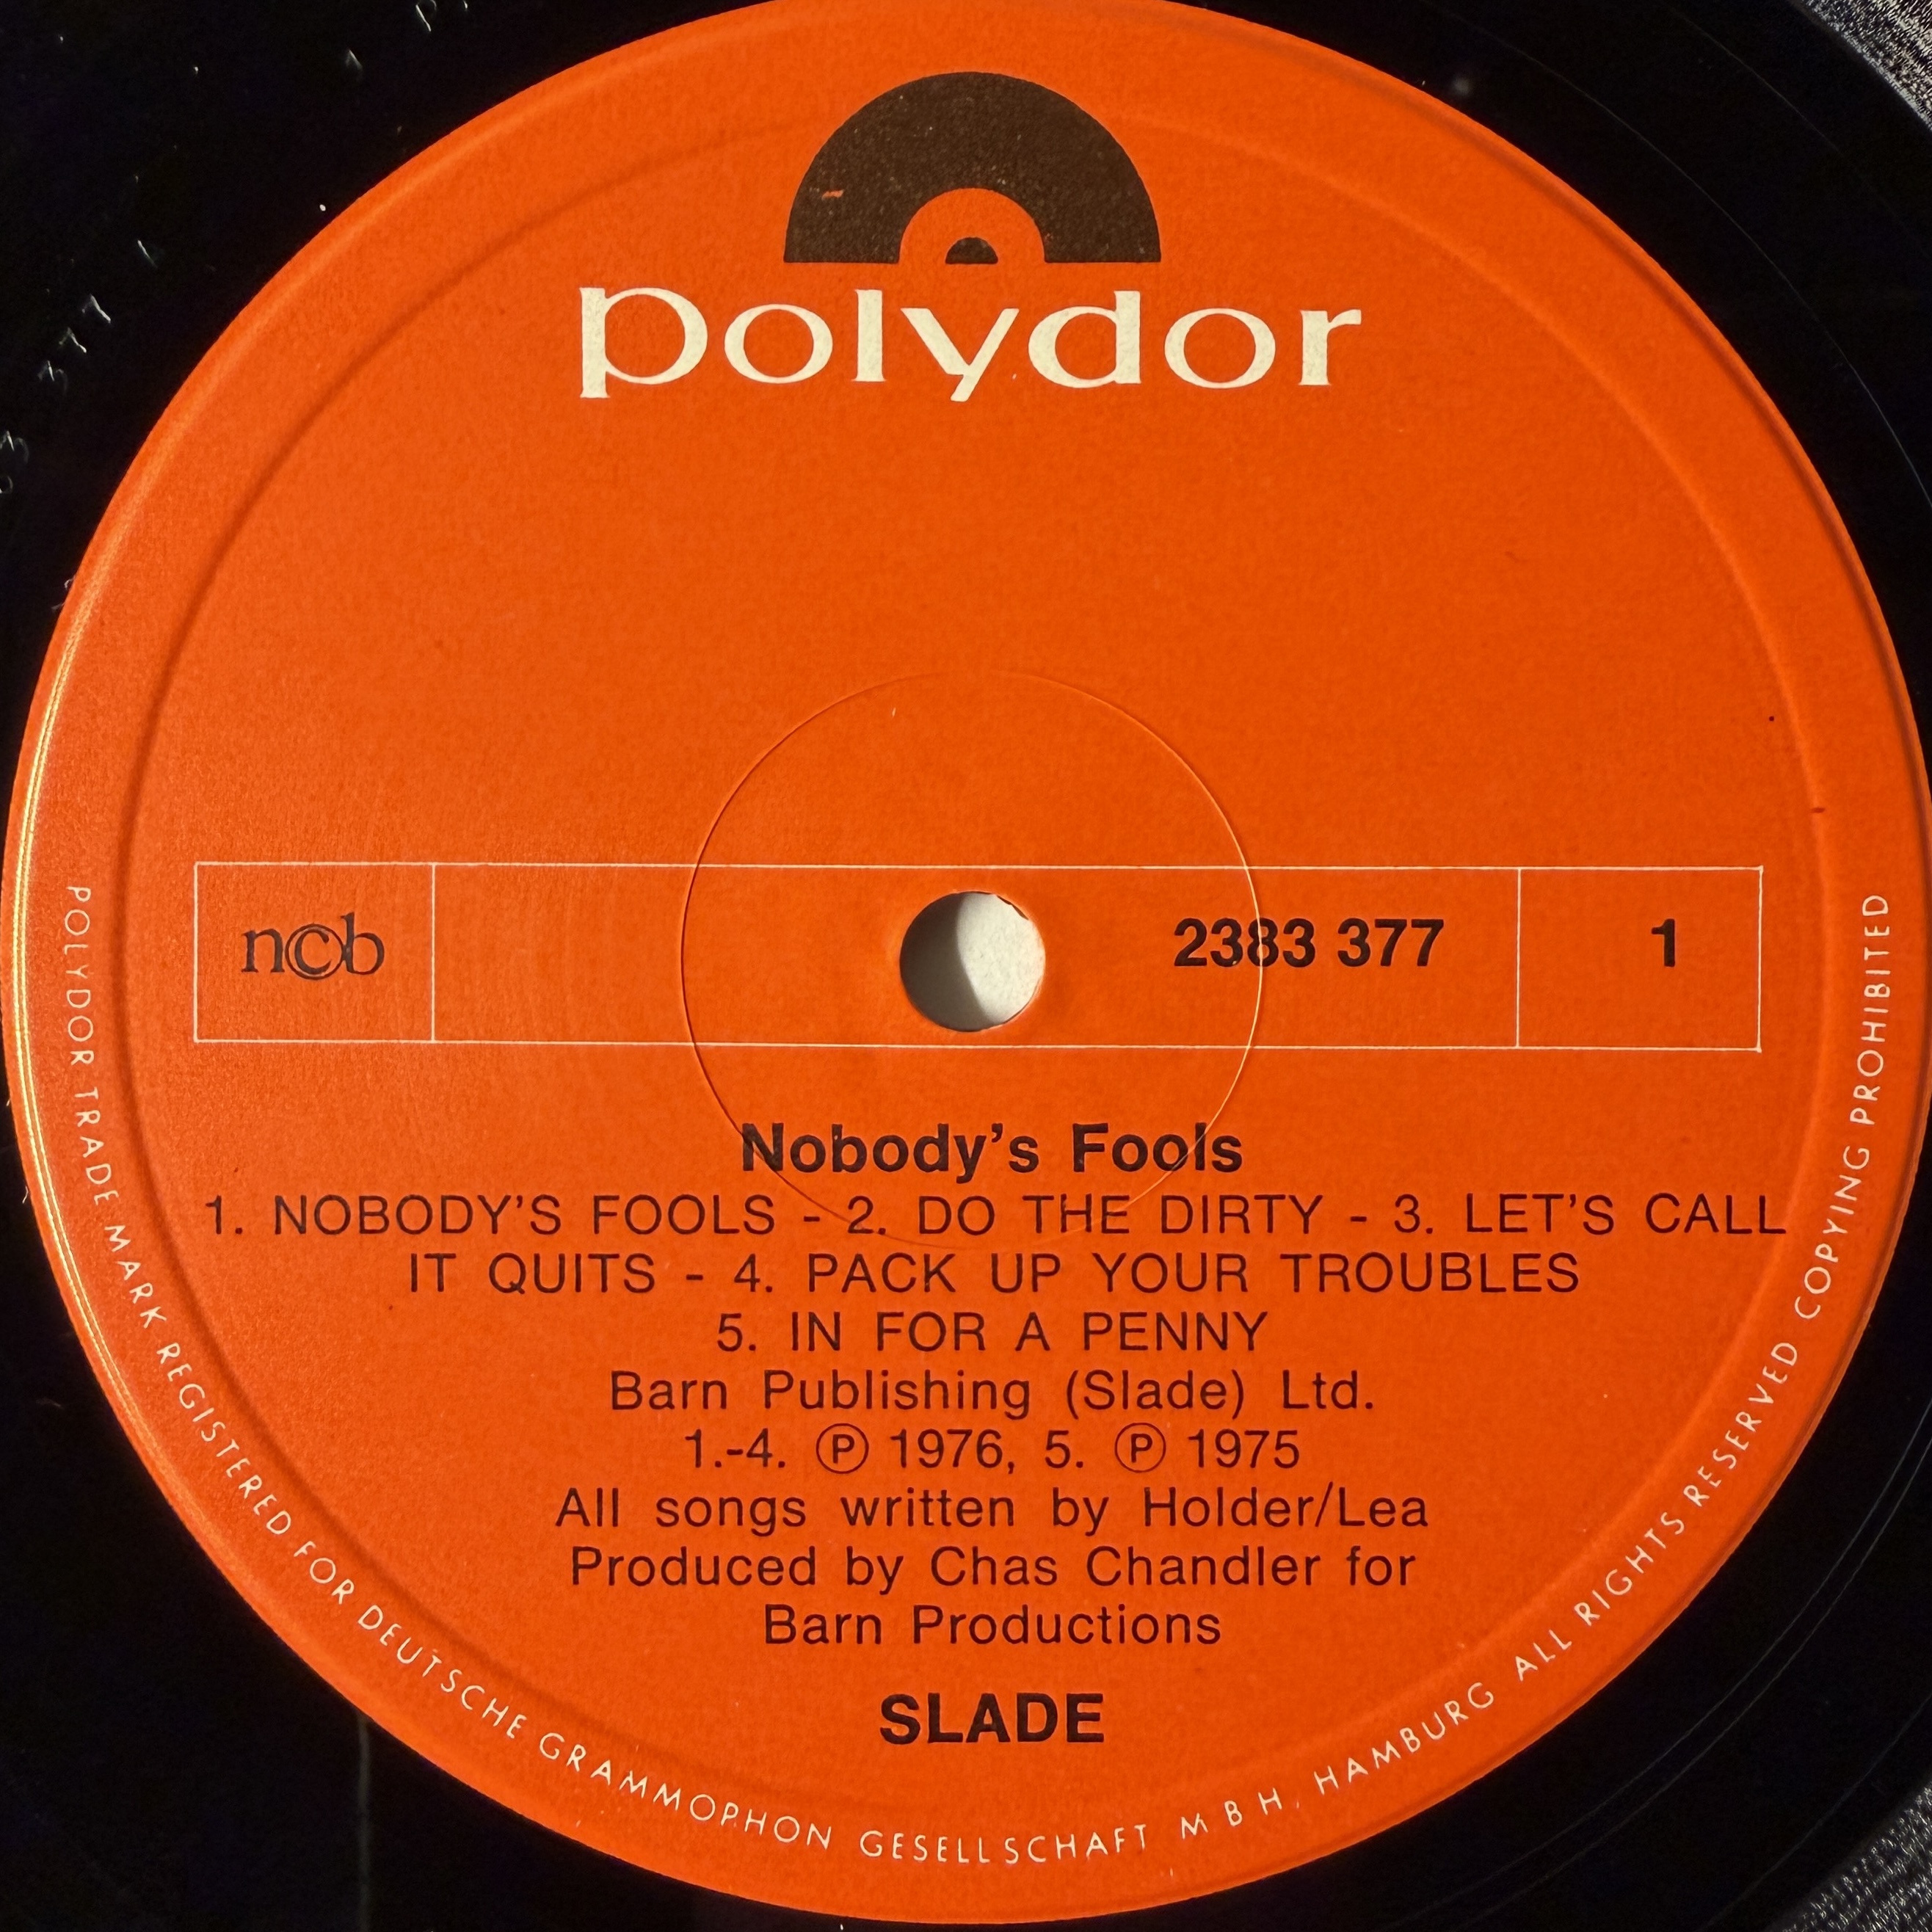 polydor
ncb 2383 377 1
Nobody's Fools
1. NOBODY'S FOOLS - 2. DO THE DIRTY - 3. LET'S CALL
IT QUITS - 4. PACK UP YOUR TROUBLES
5. IN FOR A PENNY
Barn Publishing (Slade) Ltd.
1.-4. Ⓟ 1976, 5. Ⓟ 1975
All songs written by Holder/Lea
Produced by Chas Chandler for
Barn Productions
SLADE
POLYDOR TRADE MARK REGISTERED FOR DEUTSCHE GRAMMOPHON GESELLSCHAFT M B H, HAMBURG ALL RIGHTS RESERVED COPYING PROHIBITED
377